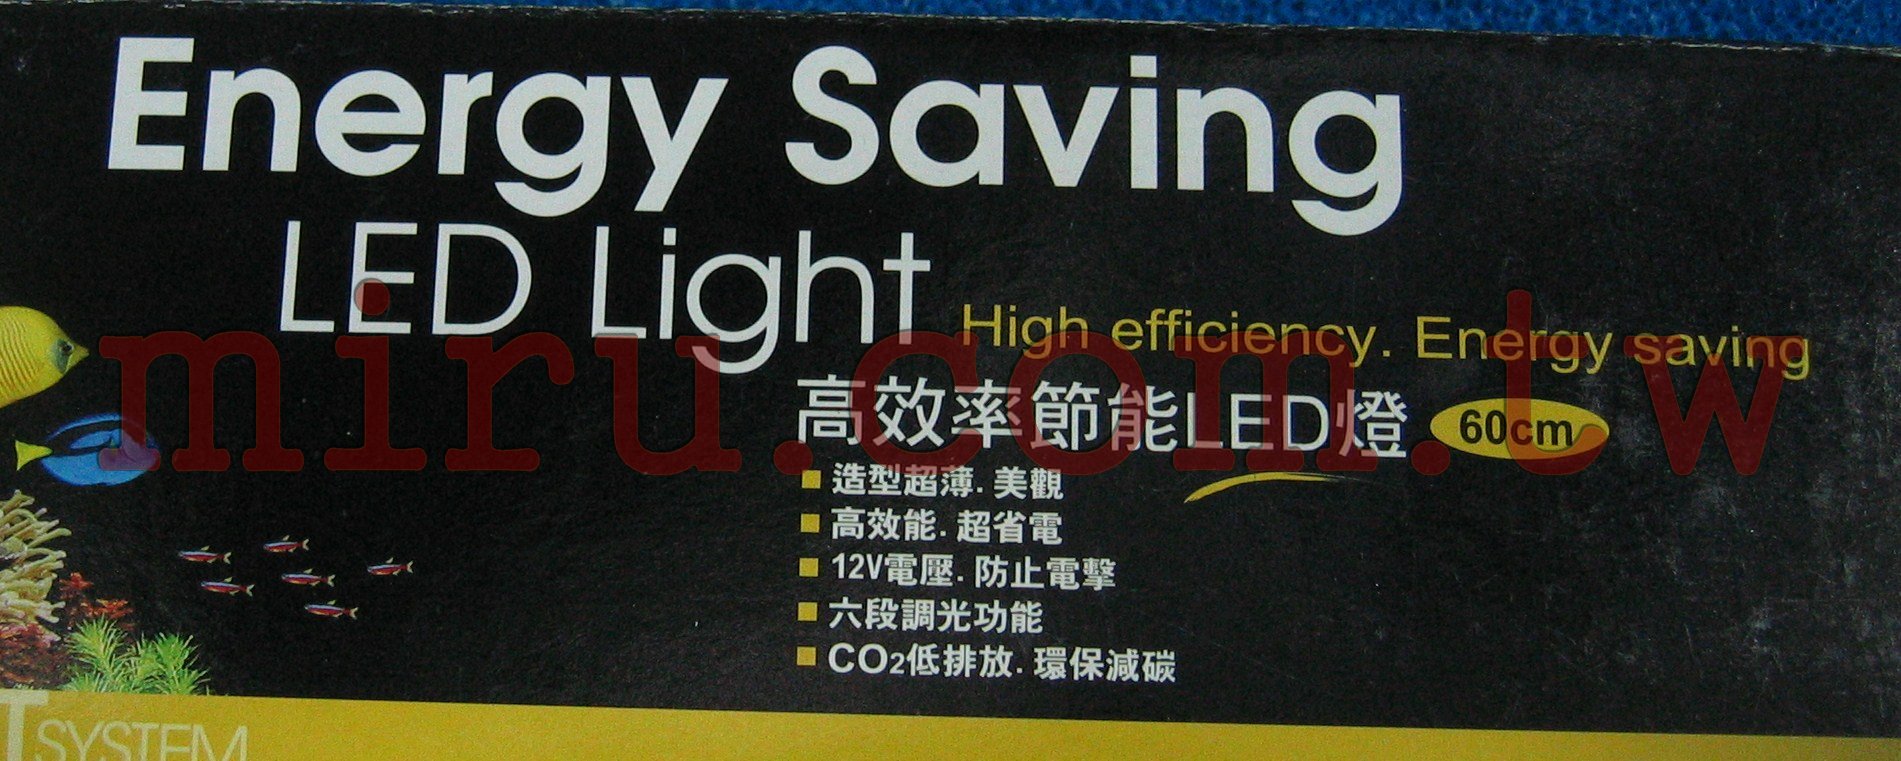 Energy Saving
LED Light
High efficiency. Energy saving
miru.com.tw
高效率節能LED燈 60cm
造型超薄.美觀
高效能.超省電
12V電壓.防止電擊
六段調光功能
CO2低排放.環保減碳
T SYSTEM